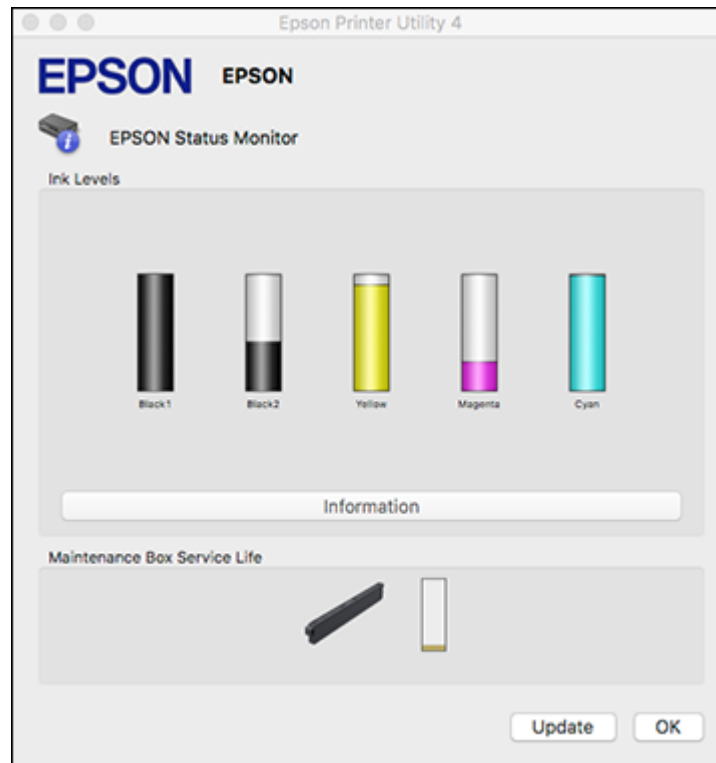 Epson Printer Utility 4
EPSON EPSON
EPSON Status Monitor
Ink Levels
Black1 Black2 Yellow Magenta Cyan
Information
Maintenance Box Service Life
Update OK